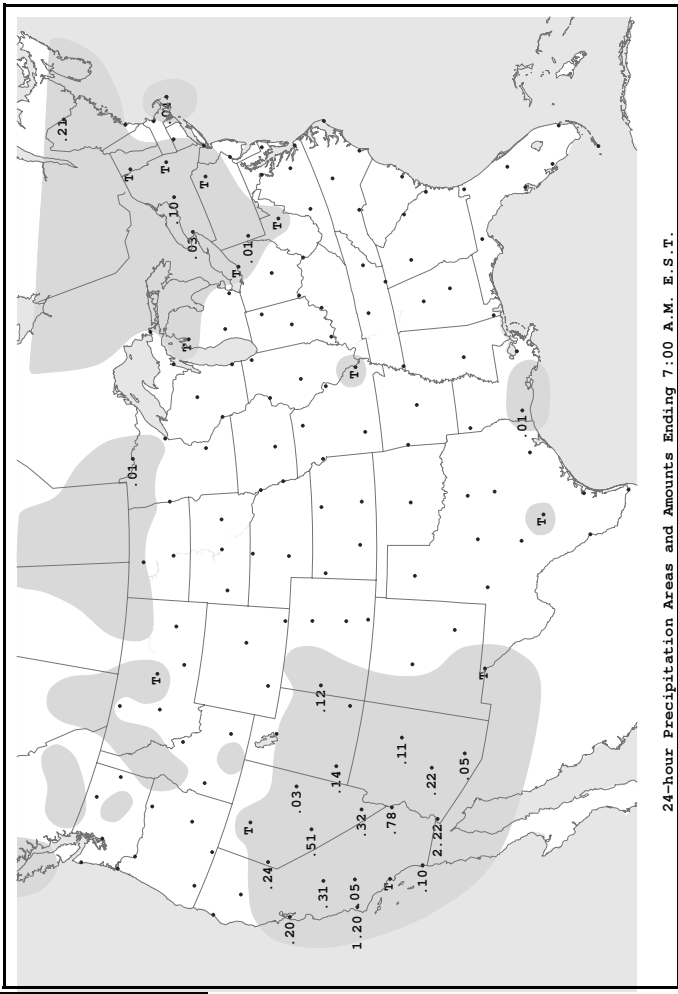 .21
T
.01
T
T
.10
T
.03
T
T
T
.01
.24
T
.20
.03
.51
.12
.31
.14
.05
T
1.20
.32
T
.78
.11
.10
.22
2.22
.05
T
.01
T
24-hour Precipitation Areas and Amounts Ending 7:00 A.M. E.S.T.